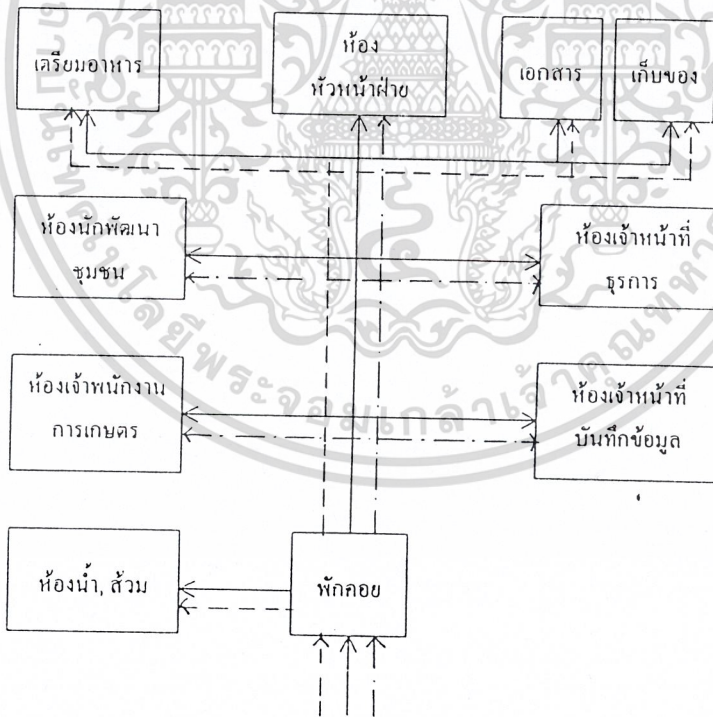 เตรียมอาหาร
ห้อง
หัวหน้าฝ่าย
เอกสาร
เก็บของ
ห้องนักพัฒนา
ชุมชน
ห้องเจ้าหน้าที่
ธุรการ
ห้องเจ้าพนักงาน
การเกษตร
ห้องเจ้าหน้าที่
บันทึกข้อมูล
ห้องน้ำ, ส้วม
พักคอย